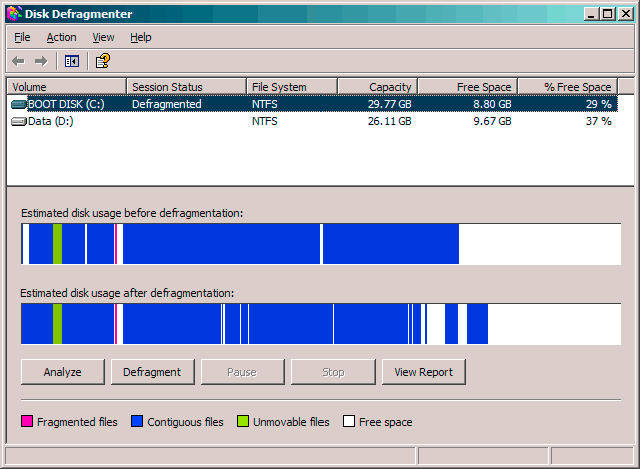 Disk Defragmenter
File Action View Help
Volume Session Status File System Capacity Free Space % Free Space
BOOT DISK (C:) Defragmented NTFS 29.77 GB 8.80 GB 29 %
Data (D:) NTFS 26.11 GB 9.67 GB 37 %
Estimated disk usage before defragmentation:
Estimated disk usage after defragmentation:
Analyze Defragment Pause Stop View Report
Fragmented files Contiguous files Unmovable files Free space